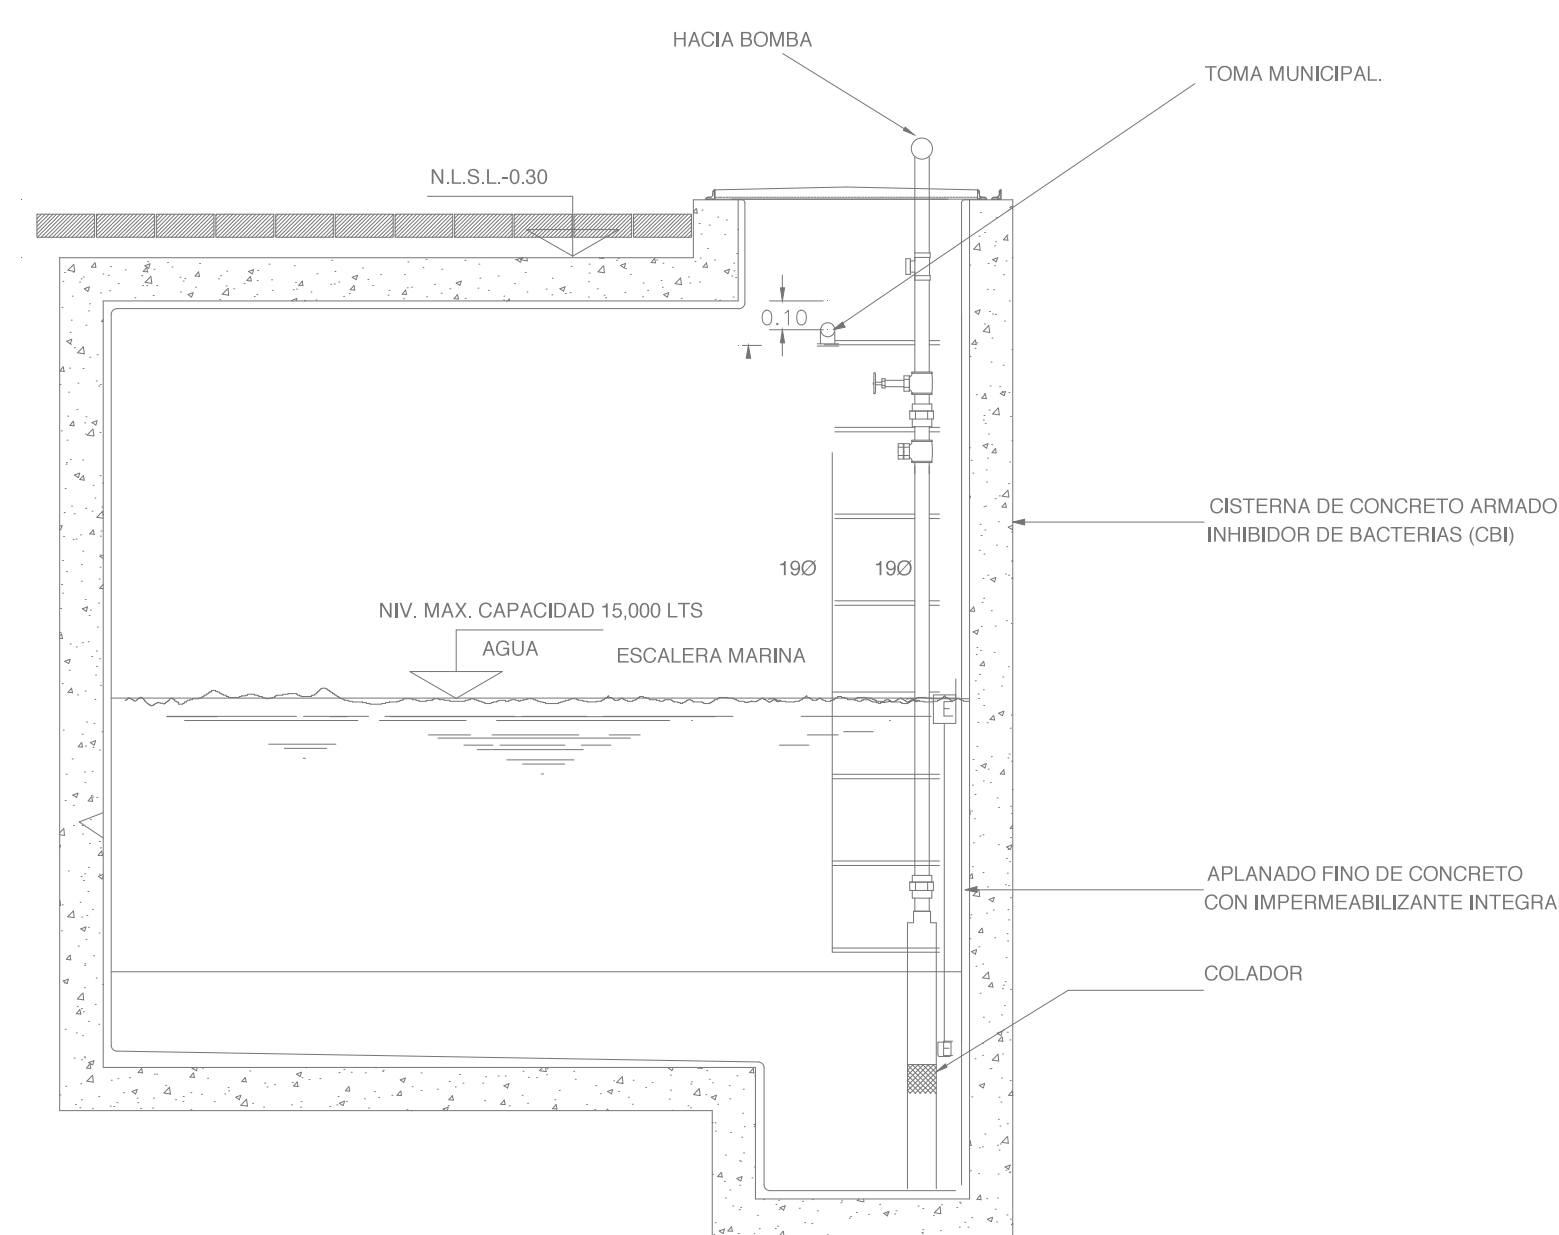 HACIA BOMBA
TOMA MUNICIPAL.
N.L.S.L.-0.30
0.10
CISTERNA DE CONCRETO ARMADO
INHIBIDOR DE BACTERIAS (CBI)
19Ø
19Ø
NIV. MAX. CAPACIDAD 15,000 LTS
AGUA
ESCALERA MARINA
E
APLANADO FINO DE CONCRETO
CON IMPERMEABILIZANTE INTEGRA
COLADOR
E